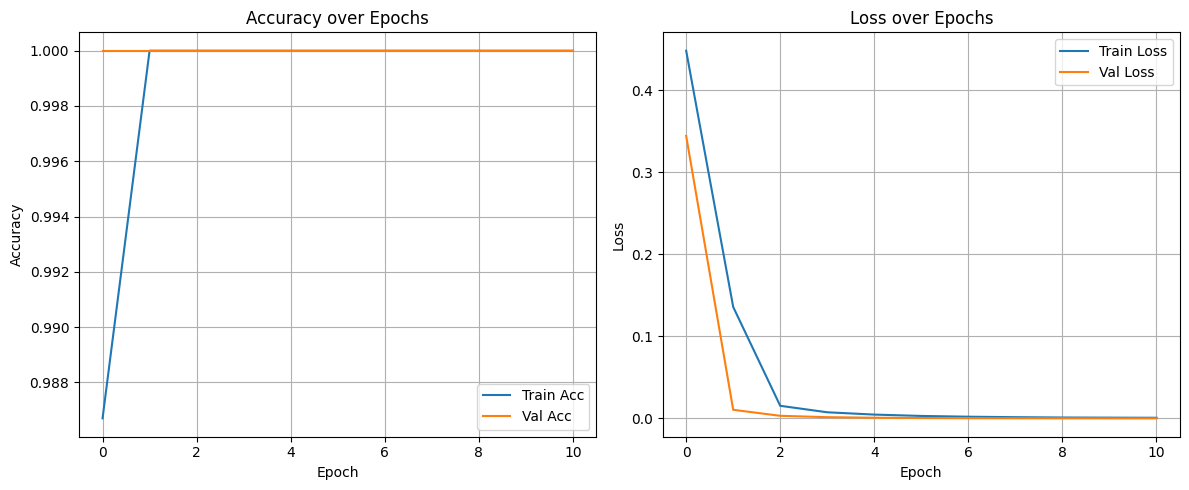 Accuracy over Epochs
1.000
0.998
0.996
0.994
0.992
0.990
0.988
Accuracy
0 2 4 6 8 10
Epoch
Train Acc
Val Acc
Loss over Epochs
0.4
0.3
0.2
0.1
0.0
Loss
0 2 4 6 8 10
Epoch
Train Loss
Val Loss